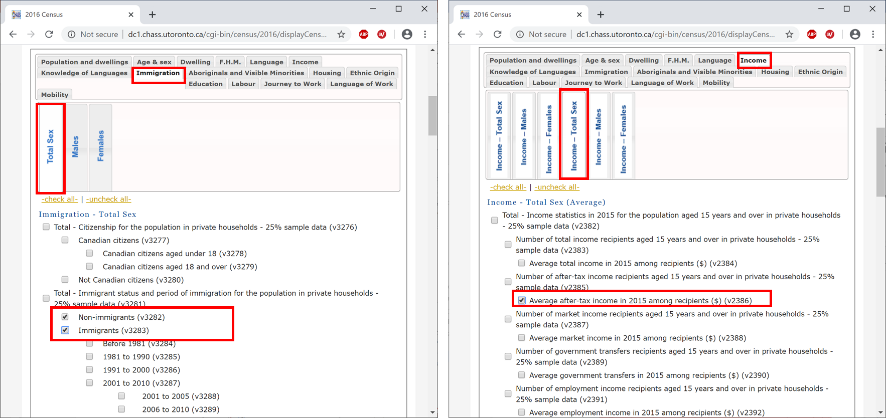 2016 Census
Not secure | dc1.chass.utoronto.ca/cgi-bin/census/2016/displayCens...
ABP
Population and dwellings Age & sex Dwelling F.H.M. Language Income
Knowledge of Languages Immigration Aboriginals and Visible Minorities Housing Ethnic Origin
Education Labour Journey to Work Language of Work
Mobility
Total Sex
Males
Females
-check all- | -uncheck all-
Immigration - Total Sex
Total - Citizenship for the population in private households - 25% sample data (v3276)
Canadian citizens (v3277)
Canadian citizens aged under 18 (v3278)
Canadian citizens aged 18 and over (v3279)
Not Canadian citizens (v3280)
Total - Immigrant status and period of immigration for the population in private households -
25% sample data (v3281)
Non-immigrants (v3282)
Immigrants (v3283)
Before 1981 (v3284)
1981 to 1990 (v3285)
1991 to 2000 (v3286)
2001 to 2010 (v3287)
2001 to 2005 (v3288)
2006 to 2010 (v3289)
2016 Census
Not secure | dc1.chass.utoronto.ca/cgi-bin/census/2016/displayCens...
ABP
Population and dwellings Age & sex Dwelling F.H.M. Language Income
Knowledge of Languages Immigration Aboriginals and Visible Minorities Housing Ethnic Origin
Education Labour Journey to Work Language of Work Mobility
Income -- Total Sex
Income -- Males
Income -- Females
Income -- Total Sex
Income -- Males
Income -- Females
-check all- | -uncheck all-
Income - Total Sex (Average)
Total - Income statistics in 2015 for the population aged 15 years and over in private households
- 25% sample data (v2382)
Number of total income recipients aged 15 years and over in private households - 25%
sample data (v2383)
Average total income in 2015 among recipients ($) (v2384)
Number of after-tax income recipients aged 15 years and over in private households - 25%
sample data (v2385)
Average after-tax income in 2015 among recipients ($) (v2386)
Number of market income recipients aged 15 years and over in private households - 25%
sample data (v2387)
Average market income in 2015 among recipients ($) (v2388)
Number of government transfers recipients aged 15 years and over in private households -
25% sample data (v2389)
Average government transfers in 2015 among recipients ($) (v2390)
Number of employment income recipients aged 15 years and over in private households -
25% sample data (v2391)
Average employment income in 2015 among recipients ($) (v2392)